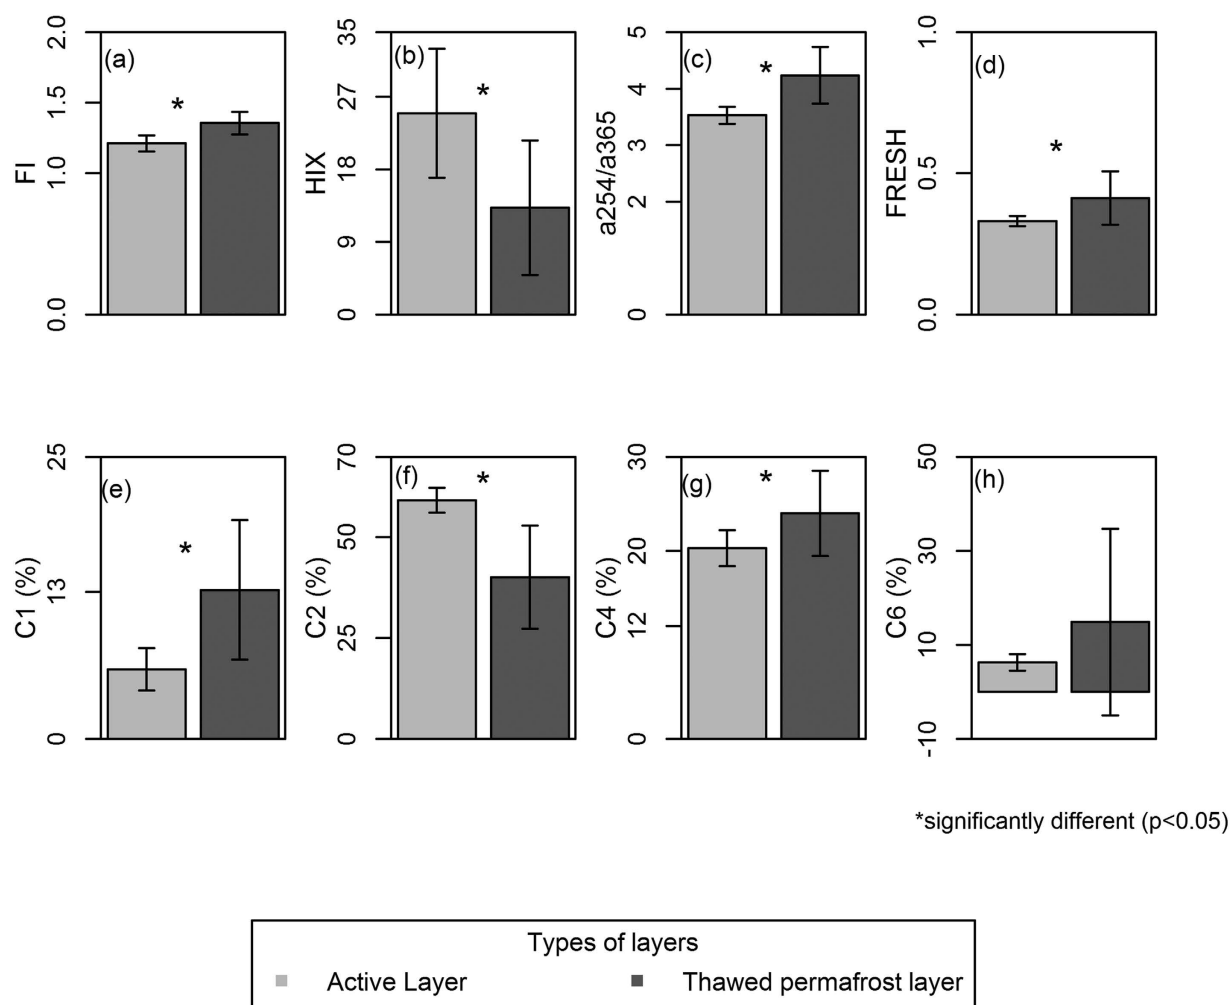 (a)
FI
0.0
1.0
1.5
2.0
*
(b)
HIX
0
9
18
27
35
*
(c)
a254/a365
0
2
3
4
5
*
(d)
FRESH
0.0
0.5
1.0
*
(e)
C1 (%)
0
13
25
*
(f)
C2 (%)
0
25
50
70
*
(g)
C4 (%)
0
12
20
30
*
(h)
C6 (%)
-10
10
30
50
*significantly different (p<0.05)
Types of layers
Active Layer
Thawed permafrost layer